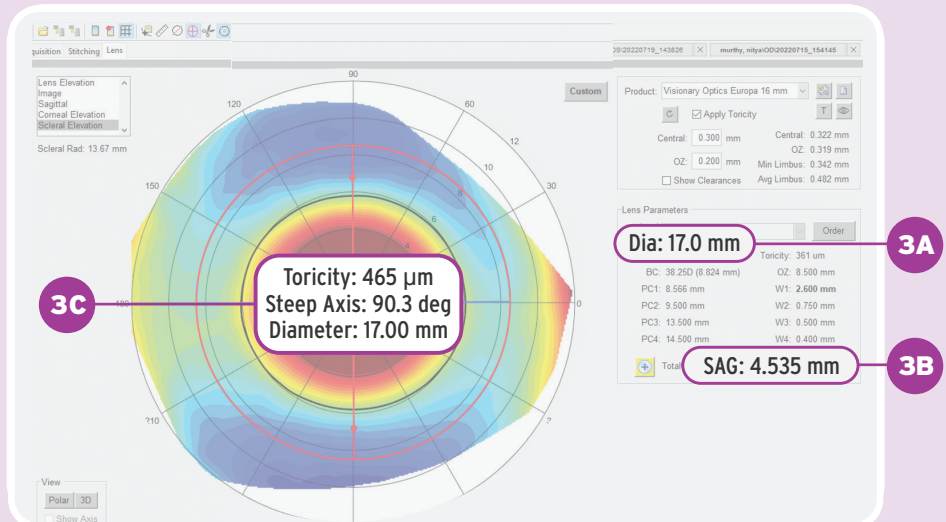 quisition Stitching Lens
OS\20220719_143826 X murthy, nitya\OD\20220715_154145 X
Lens Elevation
Image
Sagittal
Corneal Elevation
Scleral Elevation
Scleral Rad: 13.67 mm
Custom
Product: Visionary Optics Europa 16 mm
Apply Toricity
T
Central: 0.300 mm
Central: 0.322 mm
OZ: 0.319 mm
OZ: 0.200 mm
Min Limbus: 0.342 mm
Show Clearances
Avg Limbus: 0.482 mm
90
120
60
12
10
150
30
8
6
4
180
0
210
Lens Parameters
Order
Dia: 17.0 mm
3A
Toricity: 361 um
BC: 38.25D (8.824 mm)
OZ: 8.500 mm
PC1: 8.566 mm
W1: 2.600 mm
PC2: 9.500 mm
W2: 0.750 mm
PC3: 13.500 mm
W3: 0.500 mm
PC4: 14.500 mm
W4: 0.400 mm
Total
SAG: 4.535 mm
3B
3C
Toricity: 465 µm
Steep Axis: 90.3 deg
Diameter: 17.00 mm
View
Polar 3D
Show Axis